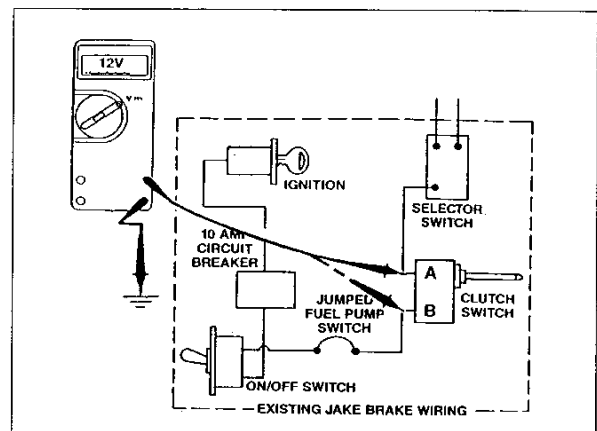 12V
V
IGNITION
SELECTOR
SWITCH
10 AMP
CIRCUIT
BREAKER
A
B
CLUTCH
SWITCH
JUMPED
FUEL PUMP
SWITCH
ON/OFF SWITCH
EXISTING JAKE BRAKE WIRING